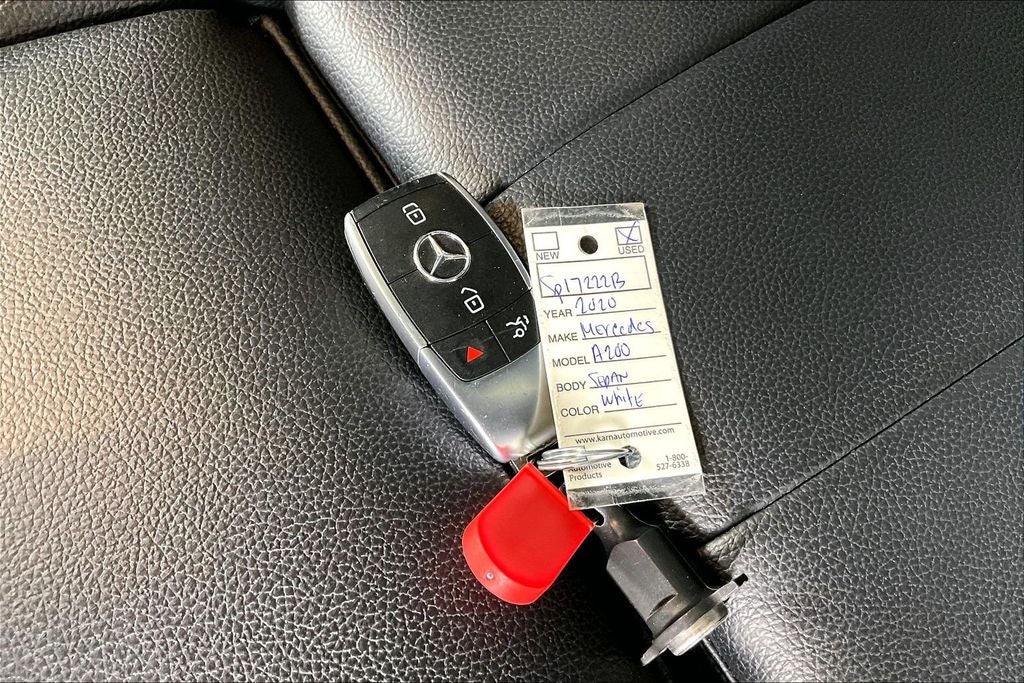 NEW USED
Sp17222B
YEAR 2020
MAKE Mercedes
MODEL A200
BODY SEDAN
COLOR White
www.karnautomotive.com
Automotive 1-800-
Products 527-6338